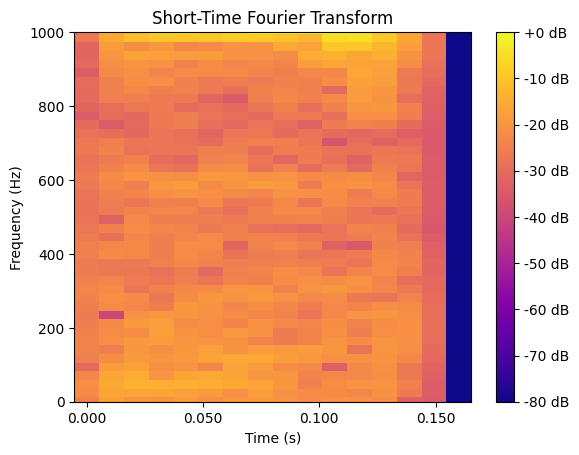 Short-Time Fourier Transform
1000
800
600
400
200
0
Frequency (Hz)
0.000
0.050
0.100
0.150
Time (s)
+0 dB
-10 dB
-20 dB
-30 dB
-40 dB
-50 dB
-60 dB
-70 dB
-80 dB